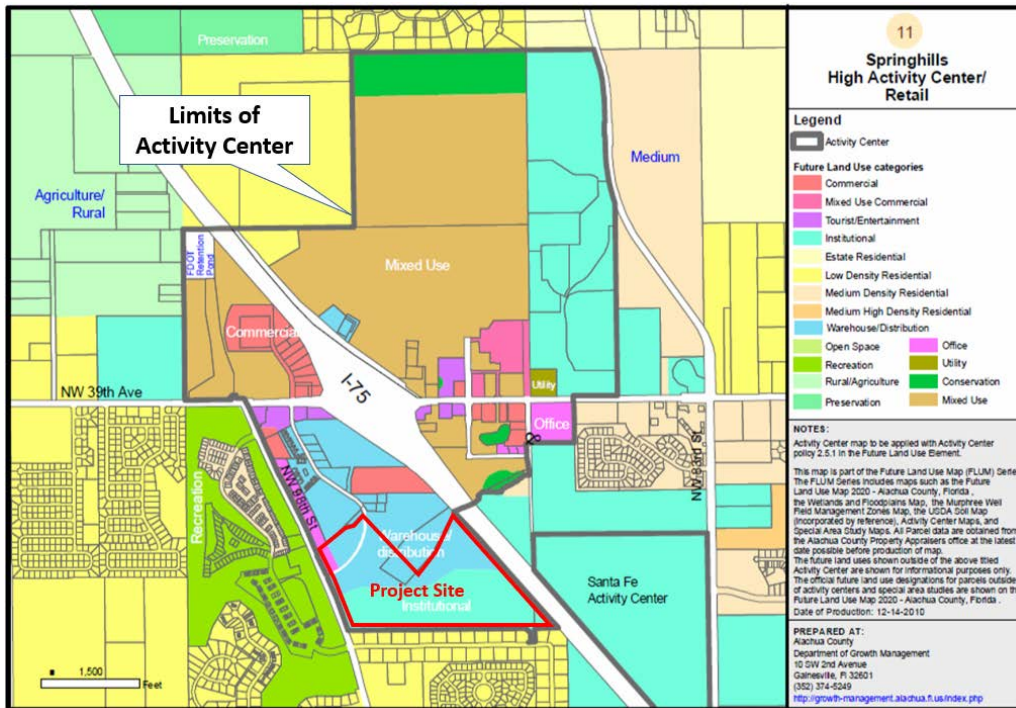 Preservation
Limits of
Activity Center
Agriculture/
Rural
Medium
FDOT
Retention
Pond
Mixed Use
Commercial
I-75
NW 39th Ave
Utility
Office
&
NW 83rd St
NW 98th St
Recreation
Warehouse/
distribution
Project Site
Institutional
Santa Fe
Activity Center
1,500
Feet
11
Springhills
High Activity Center/
Retail
Legend
Activity Center
Future Land Use categories
Commercial
Mixed Use Commercial
Tourist/Entertainment
Institutional
Estate Residential
Low Density Residential
Medium Density Residential
Medium High Density Residential
Warehouse/Distribution
Open Space
Office
Recreation
Utility
Rural/Agriculture
Conservation
Preservation
Mixed Use
NOTES:
Activity Center map to be applied with Activity Center
policy 2.5.1 in the Future Land Use Element.
This map is part of the Future Land Use Map (FLUM) Serie
The FLUM Series includes maps such as the Future
Land Use Map 2020 - Alachua County, Florida ,
the Wetlands and Floodplains Map, the Murphree Well
Field Management Zones Map, the USDA Soil Map
(incorporated by reference), Activity Center Maps, and
Special Area Study Maps. All Parcel data are obtained from
the Alachua County Property Appraisers office at the latest
date possible before production of map.
The future land uses shown outside of the above titled
Activity Center are shown for informational purposes only.
The official future land use designations for parcels outside
of activity centers and special area studies are shown on the
Future Land Use Map 2020 - Alachua County, Florida .
Date of Production: 12-14-2010
PREPARED AT:
Alachua County
Department of Growth Management
10 SW 2nd Avenue
Gainesville, Fl 32601
(352) 374-5249
http://growth-management.alachua.fl.us/index.php